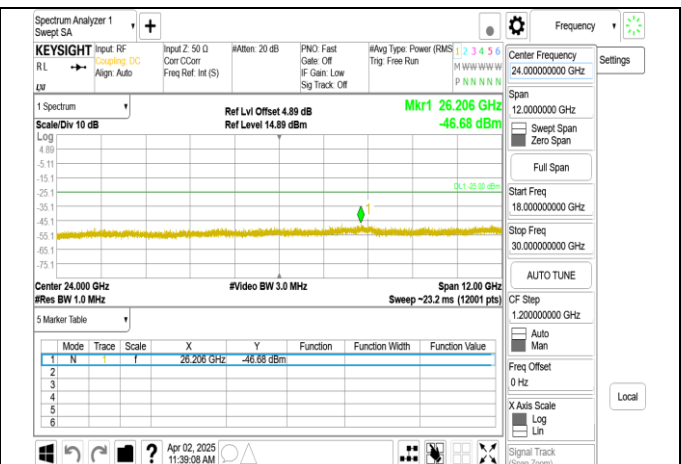 Spectrum Analyzer 1
Swept SA
Frequency
KEYSIGHT
RL
LXI
Input: RF
Coupling: DC
Align: Auto
Input Z: 50 Ω
Corr CCorr
Freq Ref: Int (S)
#Atten: 20 dB
PNO: Fast
Gate: Off
IF Gain: Low
Sig Track: Off
#Avg Type: Power (RMS
Trig: Free Run
1 2 3 4 5 6
M W W W W W
P N N N N N
Settings
Center Frequency
24.000000000 GHz
Span
12.0000000 GHz
Swept Span
Zero Span
Full Span
Start Freq
18.000000000 GHz
Stop Freq
30.000000000 GHz
AUTO TUNE
CF Step
1.200000000 GHz
Auto
Man
Freq Offset
0 Hz
X Axis Scale
Log
Lin
Signal Track
(Span Zoom)
Local
1 Spectrum
Scale/Div 10 dB
Log
Ref Lvl Offset 4.89 dB
Ref Level 14.89 dBm
Mkr1 26.206 GHz
-46.68 dBm
4.89
-5.11
-15.1
-25.1
-35.1
-45.1
-55.1
-65.1
-75.1
DL1 -25.00 dBm
1
Center 24.000 GHz
#Res BW 1.0 MHz
#Video BW 3.0 MHz
Span 12.00 GHz
Sweep ~23.2 ms (12001 pts)
5 Marker Table
Mode Trace Scale X Y Function Function Width Function Value
1 N 1 f 26.206 GHz -46.68 dBm
2
3
4
5
6
Apr 02, 2025
11:39:08 AM